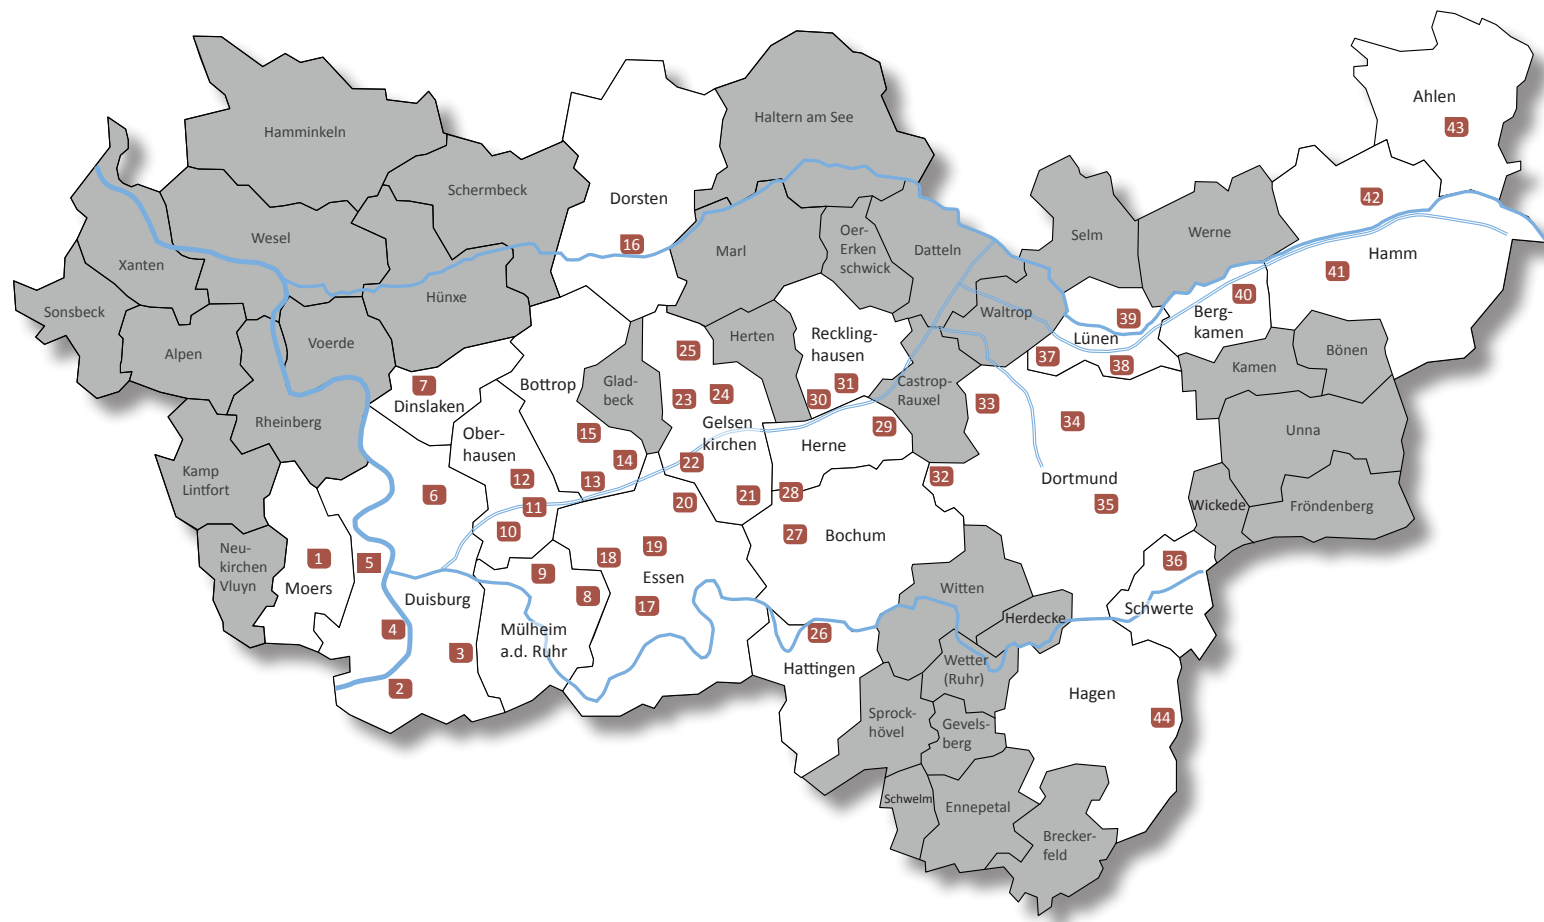 Ahlen
43
Haltern am See
Hamminkeln
Schermbeck
Dorsten
16
42
Wesel
Xanten
Marl
Oer-
Erken
schwick
Datteln
Selm
Werne
Hamm
41
Sonsbeck
Hünxe
40
Berg-
kamen
Alpen
Voerde
Herten
Reckling-
hausen
Waltrop
39
Lünen
37
38
Kamen
Bönen
25
7
Dinslaken
Bottrop
Glad-
beck
23
24
Gelsen
kirchen
30
31
Castrop-
Rauxel
33
34
Rheinberg
Ober-
hausen
15
14
29
Herne
Unna
Kamp
Lintfort
6
12
13
11
22
21
20
28
32
Dortmund
35
Wickede
Fröndenberg
10
27
Bochum
Neu-
kirchen
Vluyn
1
Moers
5
9
18
19
Essen
36
Schwerte
Duisburg
4
8
17
Witten
Herdecke
Mülheim
a.d. Ruhr
3
26
Hattingen
Wetter
(Ruhr)
2
Hagen
44
Sprock-
hövel
Gevels-
berg
Schwelm
Ennepetal
Brecker-
feld